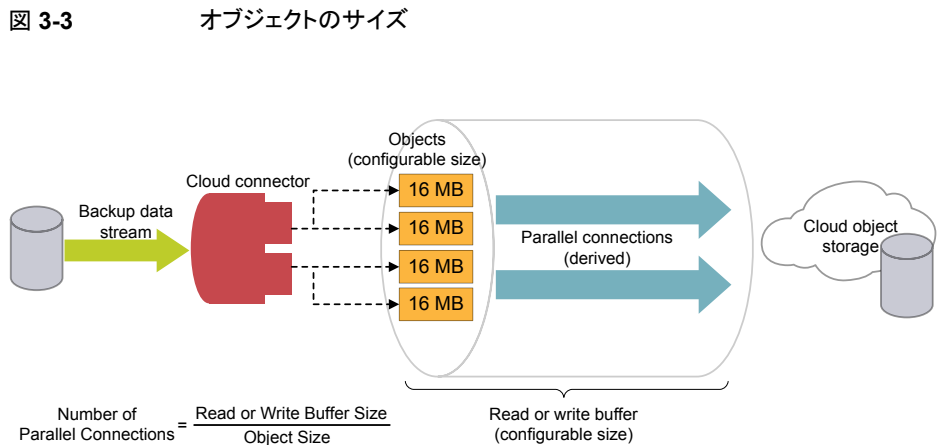 図 3-3 オブジェクトのサイズ
Objects
(configurable size)
Cloud connector
Backup data
stream
16 MB
16 MB
16 MB
16 MB
Parallel connections
(derived)
Cloud object
storage
Number of
Parallel Connections
=
Read or Write Buffer Size
Object Size
Read or write buffer
(configurable size)